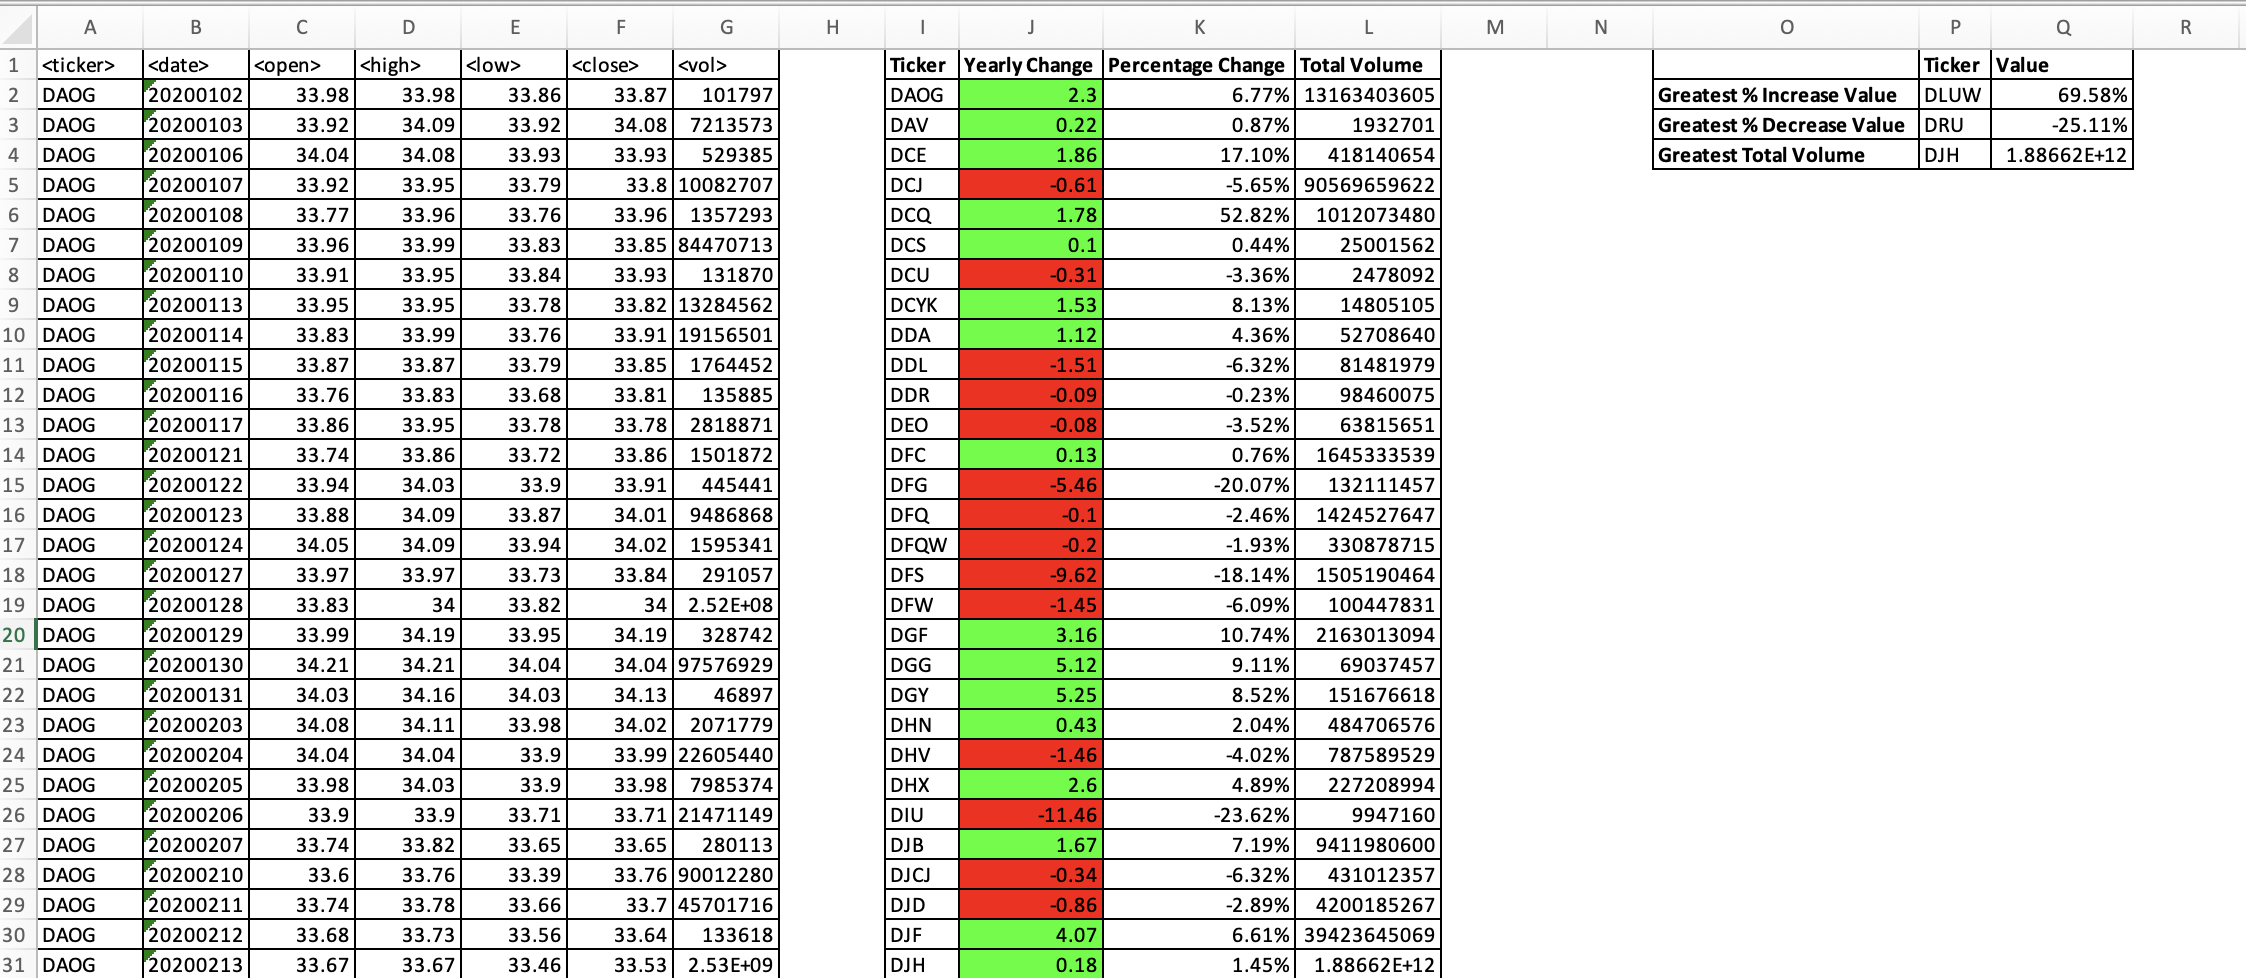 A B C D E F G H I J K L M N O P Q R
1 <ticker> <date> <open> <high> <low> <close> <vol> Ticker Yearly Change Percentage Change Total Volume Ticker Value
2 DAOG 20200102 33.98 33.98 33.86 33.87 101797 DAOG 2.3 6.77% 13163403605 Greatest % Increase Value DLUW 69.58%
3 DAOG 20200103 33.92 34.09 33.92 34.08 7213573 DAV 0.22 0.87% 1932701 Greatest % Decrease Value DRU -25.11%
4 DAOG 20200106 34.04 34.08 33.93 33.93 529385 DCE 1.86 17.10% 418140654 Greatest Total Volume DJH 1.88662E+12
5 DAOG 20200107 33.92 33.95 33.79 33.8 10082707 DCJ -0.61 -5.65% 90569659622
6 DAOG 20200108 33.77 33.96 33.76 33.96 1357293 DCQ 1.78 52.82% 1012073480
7 DAOG 20200109 33.96 33.99 33.83 33.85 84470713 DCS 0.1 0.44% 25001562
8 DAOG 20200110 33.91 33.95 33.84 33.93 131870 DCU -0.31 -3.36% 2478092
9 DAOG 20200113 33.95 33.95 33.78 33.82 13284562 DCYK 1.53 8.13% 14805105
10 DAOG 20200114 33.83 33.99 33.76 33.91 19156501 DDA 1.12 4.36% 52708640
11 DAOG 20200115 33.87 33.87 33.79 33.85 1764452 DDL -1.51 -6.32% 81481979
12 DAOG 20200116 33.76 33.83 33.68 33.81 135885 DDR -0.09 -0.23% 98460075
13 DAOG 20200117 33.86 33.95 33.78 33.78 2818871 DEO -0.08 -3.52% 63815651
14 DAOG 20200121 33.74 33.86 33.72 33.86 1501872 DFC 0.13 0.76% 1645333539
15 DAOG 20200122 33.94 34.03 33.9 33.91 445441 DFG -5.46 -20.07% 132111457
16 DAOG 20200123 33.88 34.09 33.87 34.01 9486868 DFQ -0.1 -2.46% 1424527647
17 DAOG 20200124 34.05 34.09 33.94 34.02 1595341 DFQW -0.2 -1.93% 330878715
18 DAOG 20200127 33.97 33.97 33.73 33.84 291057 DFS -9.62 -18.14% 1505190464
19 DAOG 20200128 33.83 34 33.82 34 2.52E+08 DFW -1.45 -6.09% 100447831
20 DAOG 20200129 33.99 34.19 33.95 34.19 328742 DGF 3.16 10.74% 2163013094
21 DAOG 20200130 34.21 34.21 34.04 34.04 97576929 DGG 5.12 9.11% 69037457
22 DAOG 20200131 34.03 34.16 34.03 34.13 46897 DGY 5.25 8.52% 151676618
23 DAOG 20200203 34.08 34.11 33.98 34.02 2071779 DHN 0.43 2.04% 484706576
24 DAOG 20200204 34.04 34.04 33.9 33.99 22605440 DHV -1.46 -4.02% 787589529
25 DAOG 20200205 33.98 34.03 33.9 33.98 7985374 DHX 2.6 4.89% 227208994
26 DAOG 20200206 33.9 33.9 33.71 33.71 21471149 DIU -11.46 -23.62% 9947160
27 DAOG 20200207 33.74 33.82 33.65 33.65 280113 DJB 1.67 7.19% 9411980600
28 DAOG 20200210 33.6 33.76 33.39 33.76 90012280 DJCJ -0.34 -6.32% 431012357
29 DAOG 20200211 33.74 33.78 33.66 33.7 45701716 DJD -0.86 -2.89% 4200185267
30 DAOG 20200212 33.68 33.73 33.56 33.64 133618 DJF 4.07 6.61% 39423645069
31 DAOG 20200213 33.67 33.67 33.46 33.53 2.53E+09 DJH 0.18 1.45% 1.88662E+12